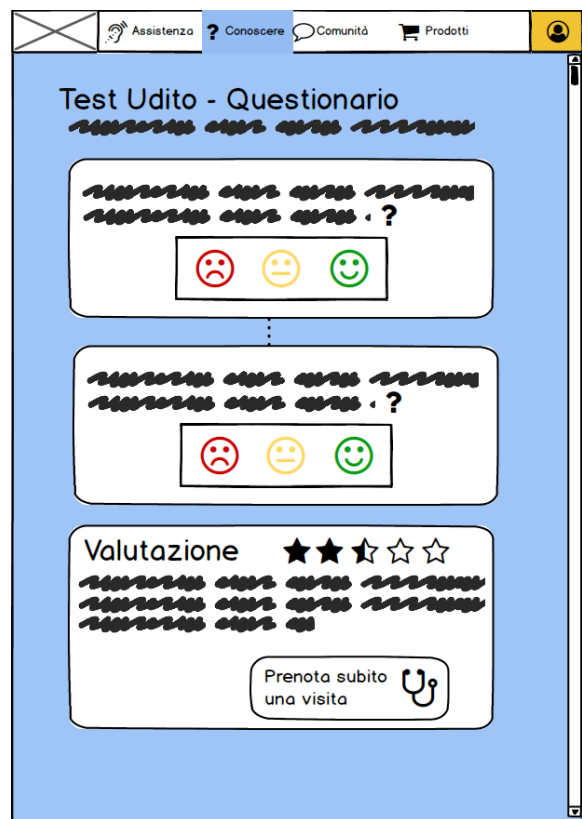 Assistenza ? Conoscere Comunità Prodotti
Test Udito - Questionario
?
?
Valutazione
Prenota subito
una visita